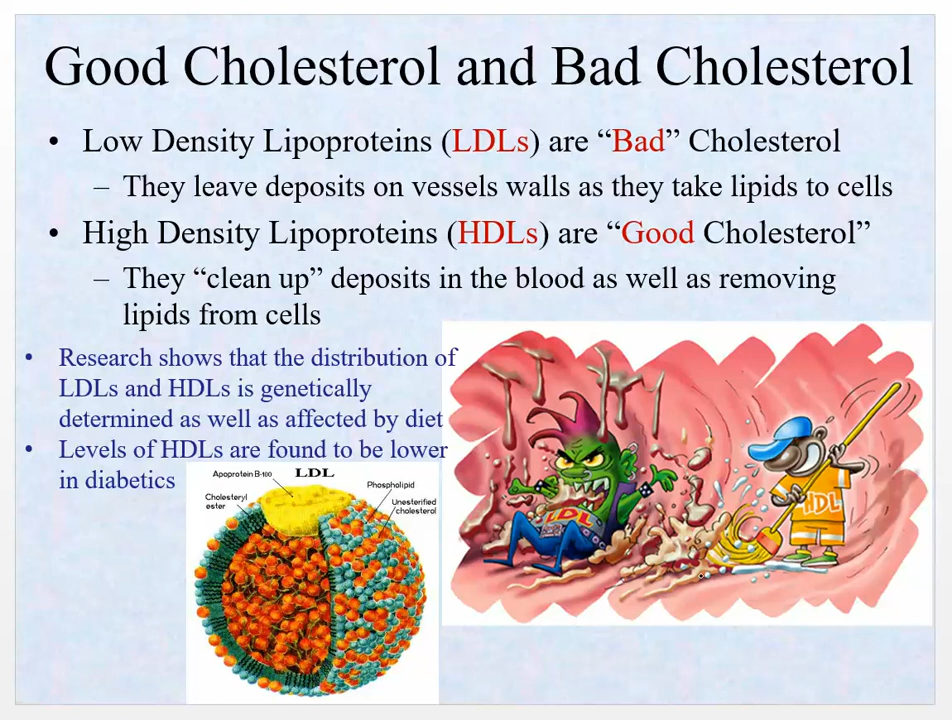 Good Cholesterol and Bad Cholesterol
• Low Density Lipoproteins (LDLs) are “Bad” Cholesterol
– They leave deposits on vessels walls as they take lipids to cells
• High Density Lipoproteins (HDLs) are “Good Cholesterol”
– They “clean up” deposits in the blood as well as removing
lipids from cells
• Research shows that the distribution of
LDLs and HDLs is genetically
determined as well as affected by diet
• Levels of HDLs are found to be lower
in diabetics
Apoprotein B-100
LDL
Phospholipid
Cholesteryl
ester
Unesterified
cholesterol
LDL
HDL